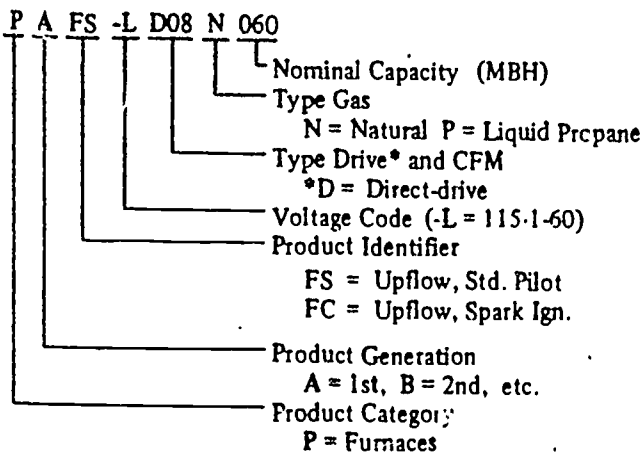 P A FS -L D08 N 060
Nominal Capacity (MBH)
Type Gas
N = Natural P = Liquid Prcpane
Type Drive* and CFM
*D = Direct-drive
Voltage Code (-L = 115-1-60)
Product Identifier
FS = Upflow, Std. Pilot
FC = Upflow, Spark Ign.
Product Generation
A = 1st, B = 2nd, etc.
Product Category
P = Furnaces